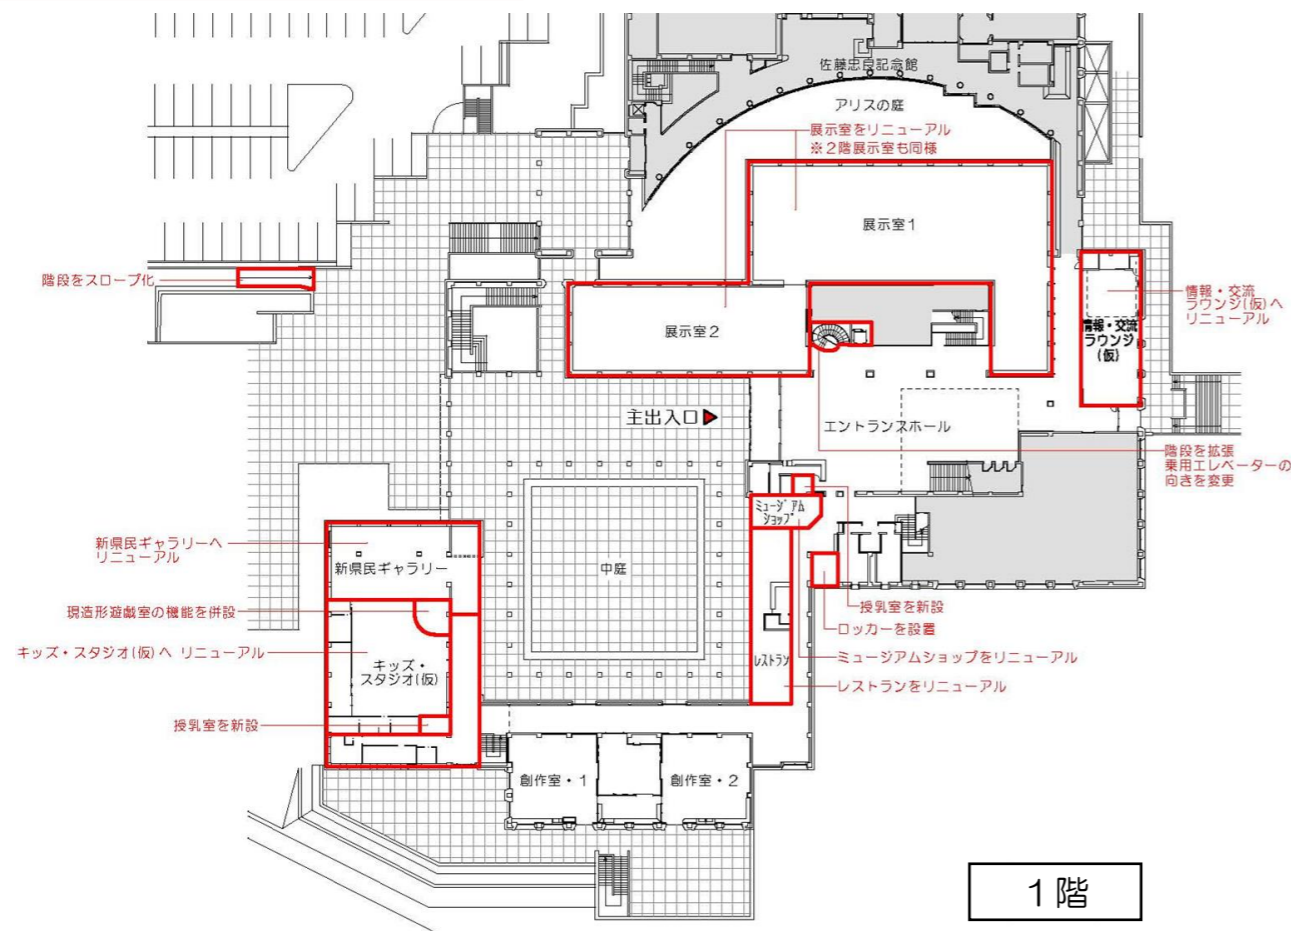 佐藤忠良記念館
アリスの庭
展示室をリニューアル
※2階展示室も同様
展示室1
階段をスロープ化
情報・交流
ラウンジ(仮)へ
リニューアル
情報・交流
ラウンジ
(仮)
展示室2
主出入口
エントランスホール
階段を拡張
乗用エレベーターの
向きを変更
ミュージアム
ショップ
新県民ギャラリーへ
リニューアル
新県民ギャラリー
中庭
現造形遊戯室の機能を併設
授乳室を新設
ロッカーを設置
キッズ・スタジオ(仮)へ リニューアル
キッズ・
スタジオ(仮)
レストラン
ミュージアムショップをリニューアル
レストランをリニューアル
授乳室を新設
創作室・1
創作室・2
1階